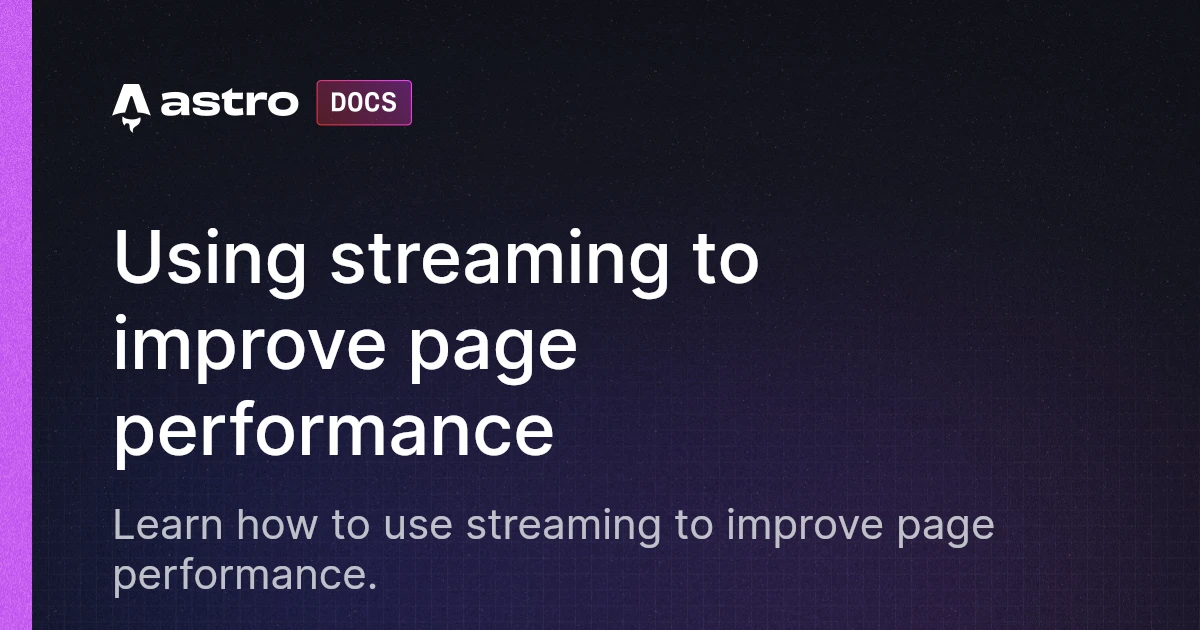 astro DOCS
Using streaming to
improve page
performance
Learn how to use streaming to improve page
performance.